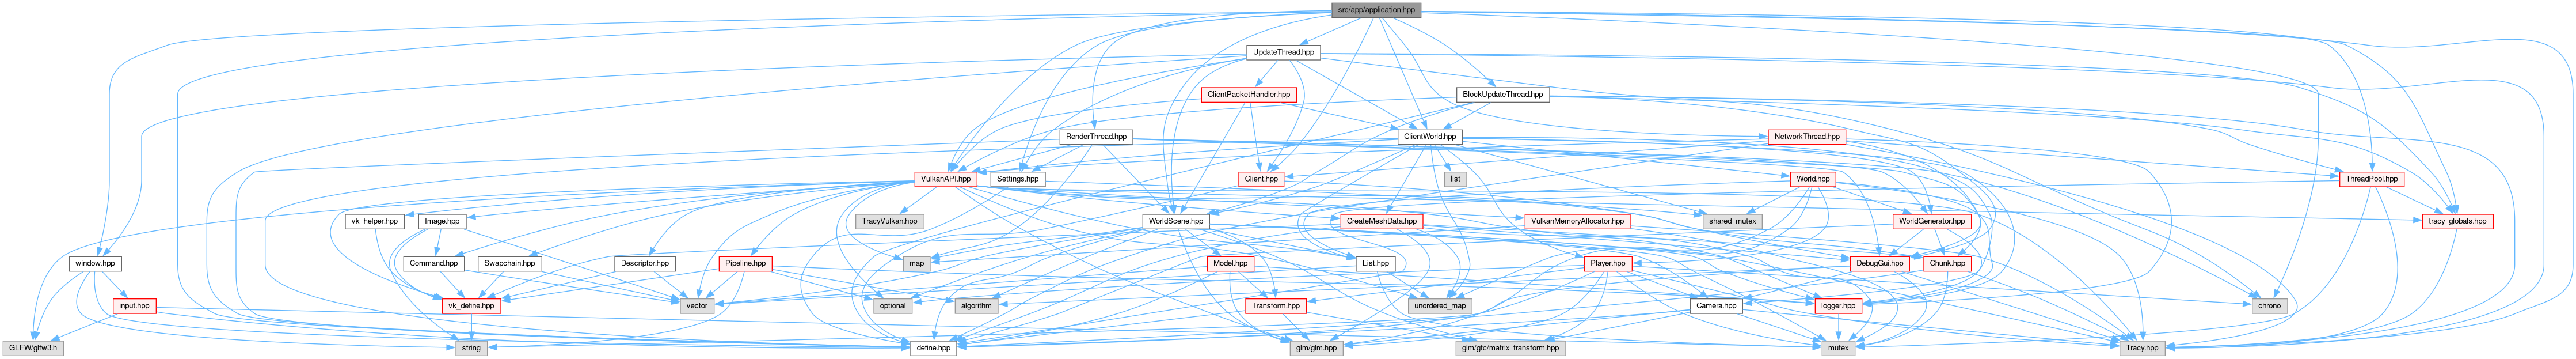 src/app/application.hpp
UpdateThread.hpp
ClientPacketHandler.hpp
BlockUpdateThread.hpp
RenderThread.hpp
ClientWorld.hpp
NetworkThread.hpp
VulkanAPI.hpp
Settings.hpp
Client.hpp
list
World.hpp
ThreadPool.hpp
vk_helper.hpp
Image.hpp
TracyVulkan.hpp
WorldScene.hpp
CreateMeshData.hpp
VulkanMemoryAllocator.hpp
shared_mutex
WorldGenerator.hpp
tracy_globals.hpp
window.hpp
Command.hpp
Swapchain.hpp
Descriptor.hpp
Pipeline.hpp
map
Model.hpp
List.hpp
Player.hpp
DebugGui.hpp
Chunk.hpp
input.hpp
vk_define.hpp
vector
optional
algorithm
Transform.hpp
unordered_map
Camera.hpp
logger.hpp
chrono
GLFW/glfw3.h
string
define.hpp
glm/glm.hpp
glm/gtc/matrix_transform.hpp
mutex
Tracy.hpp